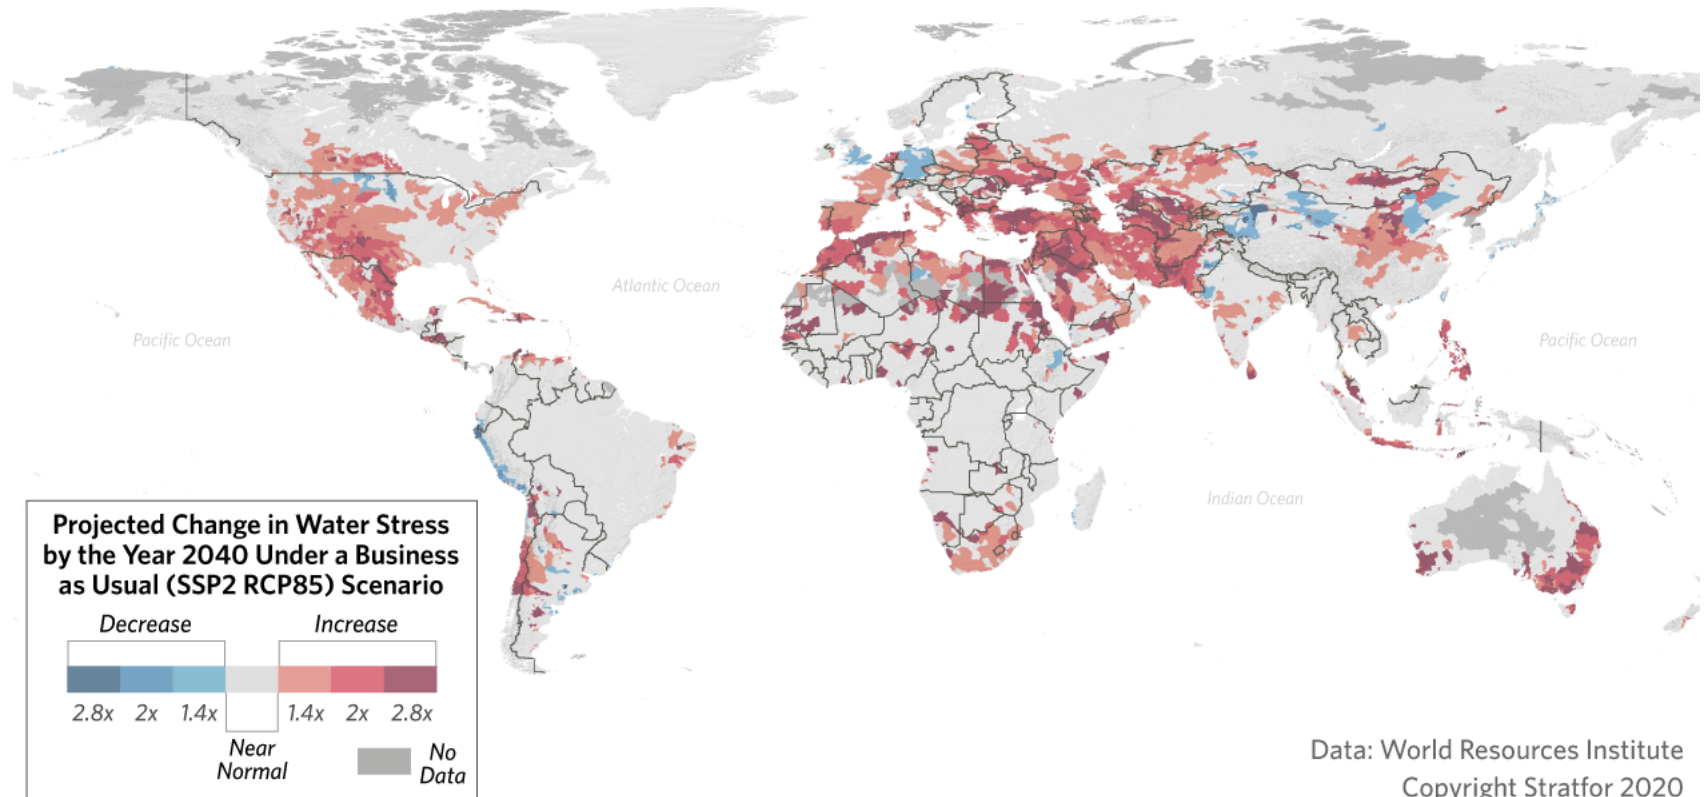 Atlantic Ocean
Pacific Ocean
Pacific Ocean
Indian Ocean
Projected Change in Water Stress
by the Year 2040 Under a Business
as Usual (SSP2 RCP85) Scenario
Decrease Increase
2.8x 2x 1.4x 1.4x 2x 2.8x
Near
Normal
No
Data
Data: World Resources Institute
Copyright Stratfor 2020